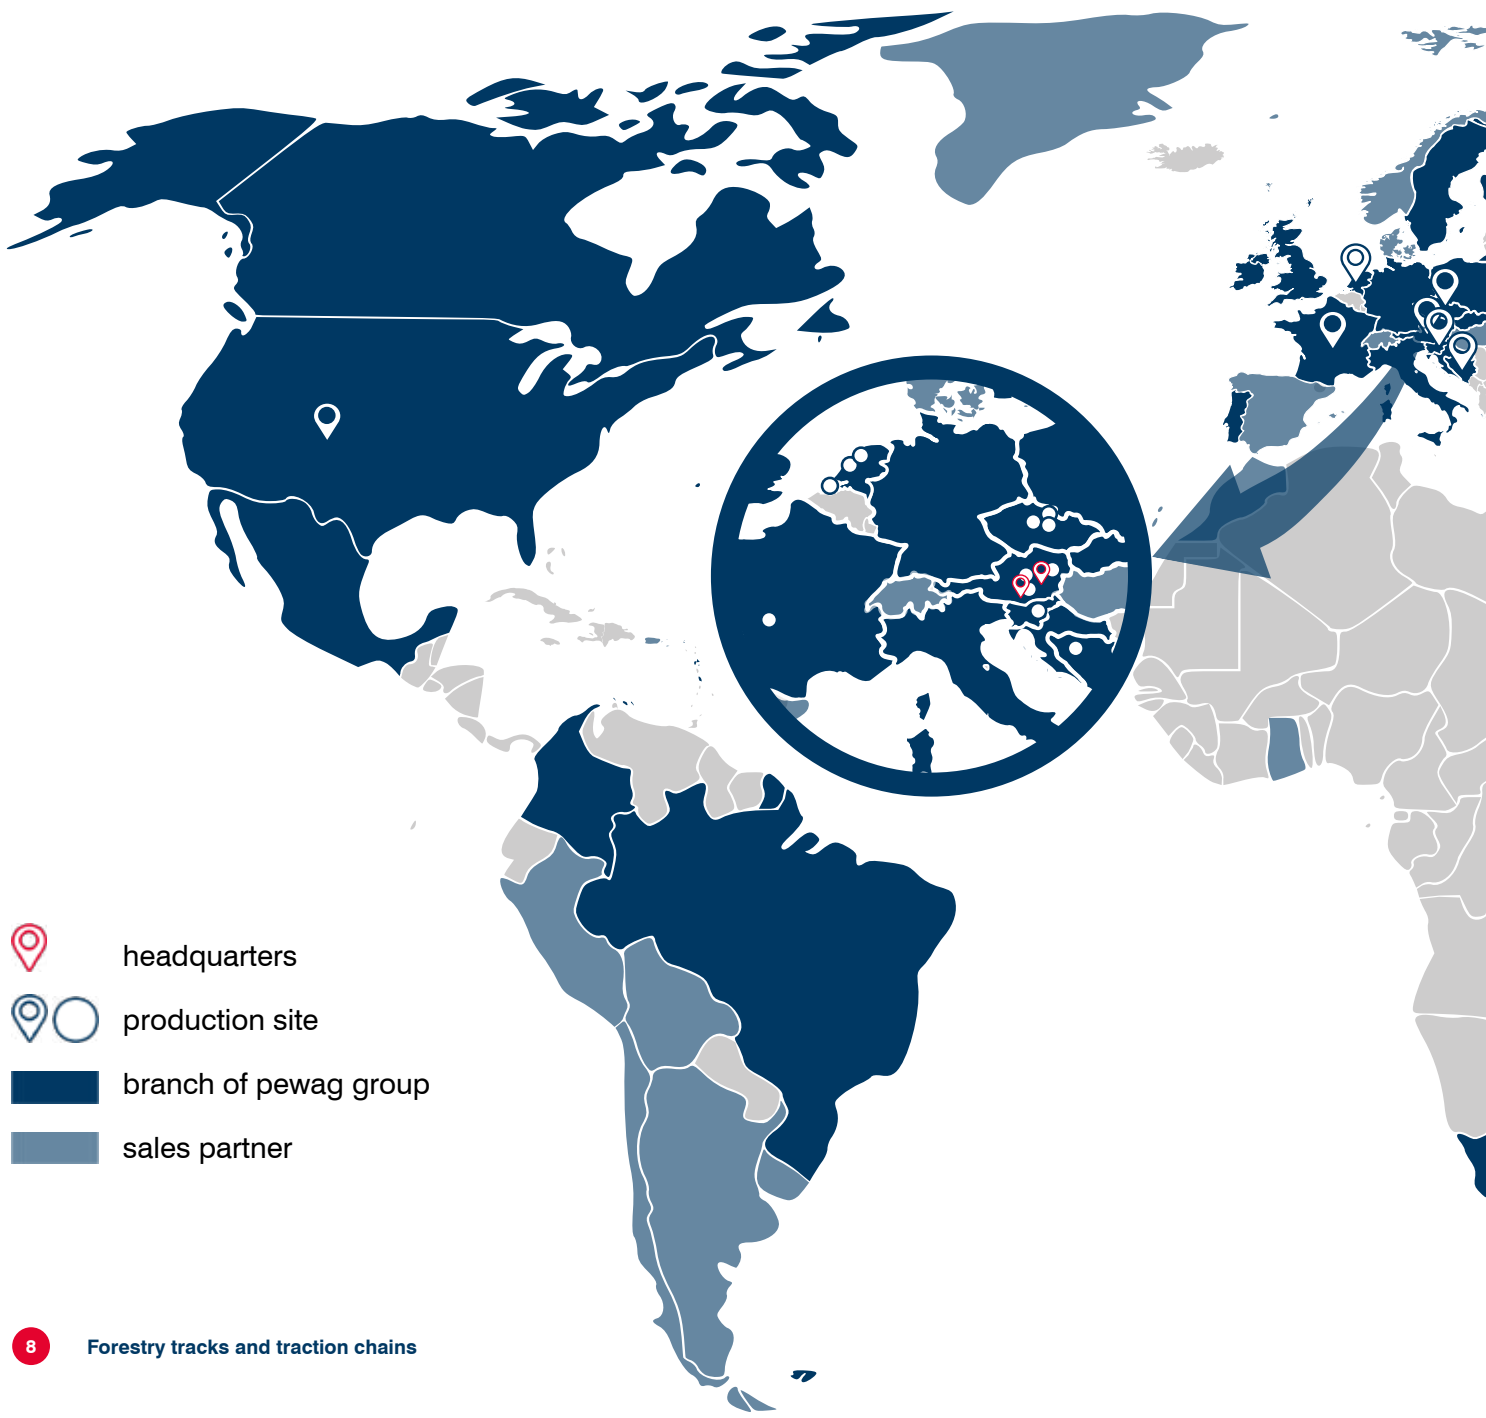 headquarters
production site
branch of pewag group
sales partner
8 Forestry tracks and traction chains